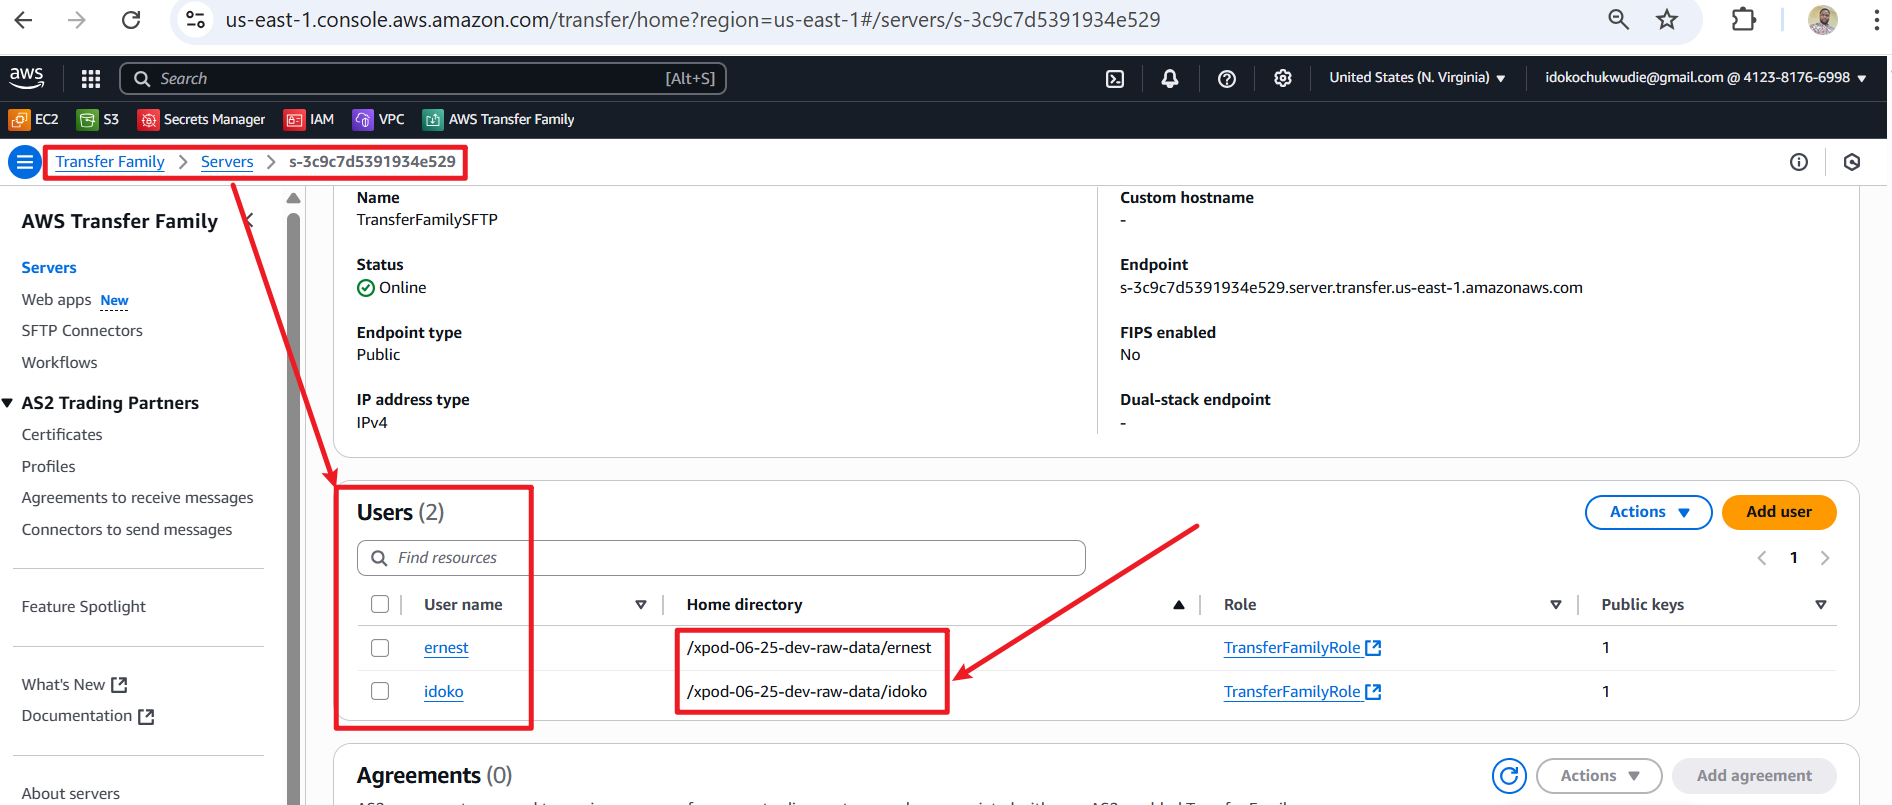 us-east-1.console.aws.amazon.com/transfer/home?region=us-east-1#/servers/s-3c9c7d5391934e529
aws
Search [Alt+S]
United States (N. Virginia)
idokochukwudie@gmail.com @ 4123-8176-6998
EC2 S3 Secrets Manager IAM VPC AWS Transfer Family
Transfer Family > Servers > s-3c9c7d5391934e529
AWS Transfer Family
Servers
Web apps New
SFTP Connectors
Workflows
AS2 Trading Partners
Certificates
Profiles
Agreements to receive messages
Connectors to send messages
Feature Spotlight
What's New
Documentation
About servers
Name
TransferFamilySFTP
Status
Online
Endpoint type
Public
IP address type
IPv4
Custom hostname
-
Endpoint
s-3c9c7d5391934e529.server.transfer.us-east-1.amazonaws.com
FIPS enabled
No
Dual-stack endpoint
-
Users (2)
Actions
Add user
Find resources
1
User name Home directory Role Public keys
ernest /xpod-06-25-dev-raw-data/ernest TransferFamilyRole 1
idoko /xpod-06-25-dev-raw-data/idoko TransferFamilyRole 1
Agreements (0)
Actions
Add agreement